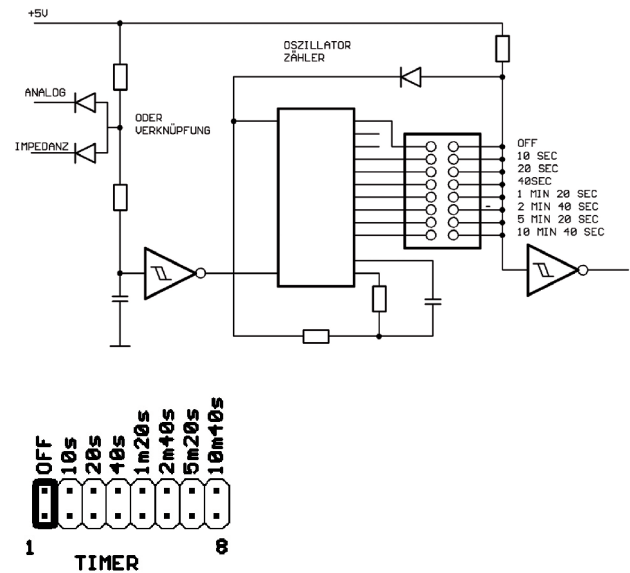 +5V
OSZILLATOR
ZÄHLER
ANALOG
ODER
VERKNÜPFUNG
IMPEDANZ
OFF
10 SEC
20 SEC
40SEC
1 MIN 20 SEC
2 MIN 40 SEC
5 MIN 20 SEC
10 MIN 40 SEC
OFF
10s
20s
40s
1m20s
2m40s
5m20s
10m40s
1
8
TIMER